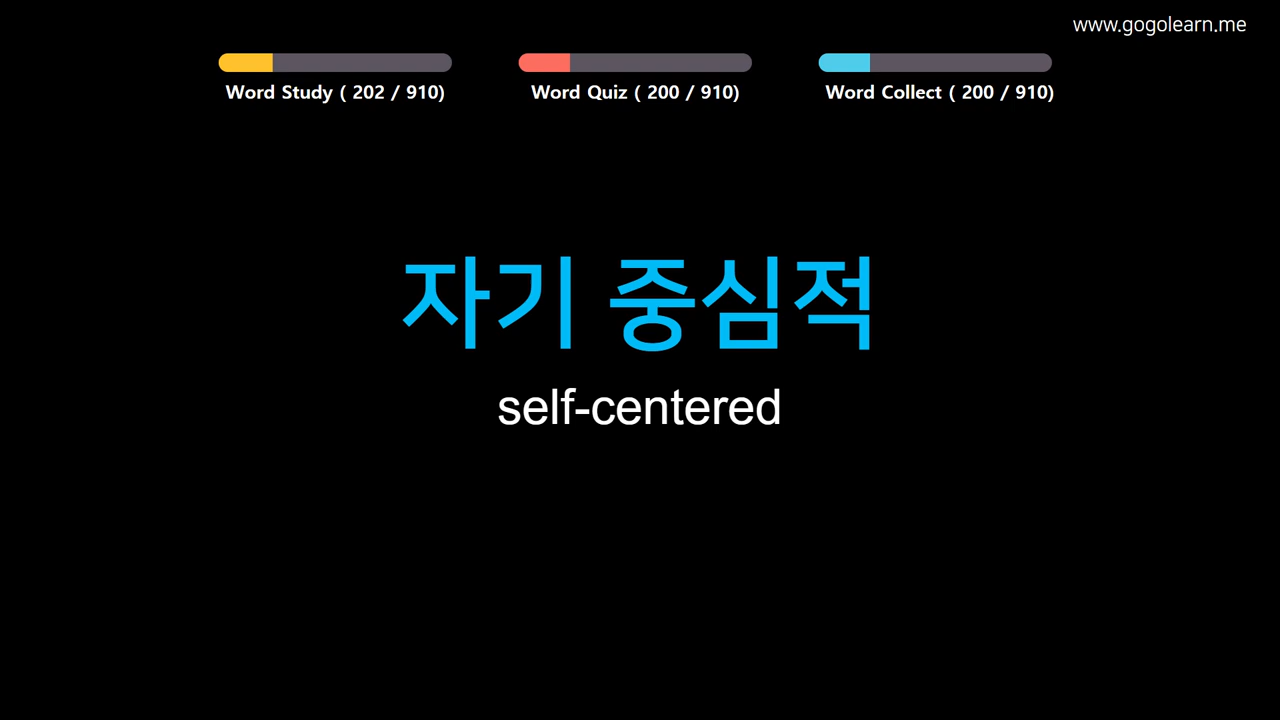 www.gogolearn.me
Word Study ( 202 / 910)
Word Quiz ( 200 / 910)
Word Collect ( 200 / 910)
자기 중심적
self-centered